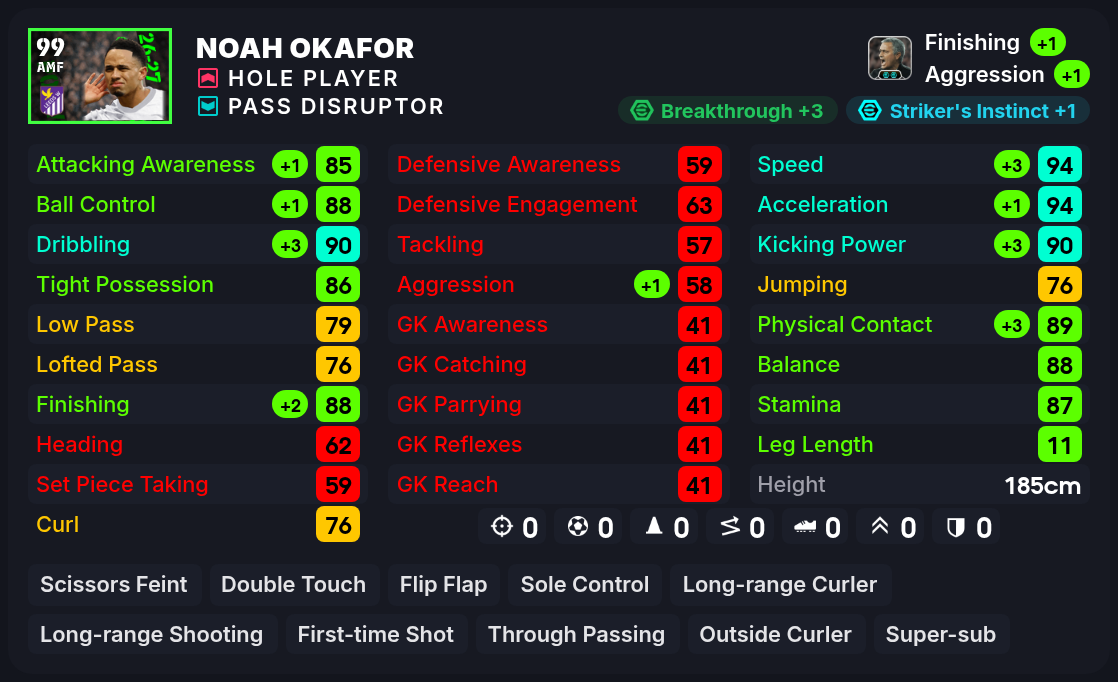 99
AMF
26-27
NOAH OKAFOR
HOLE PLAYER
PASS DISRUPTOR
Finishing +1
Aggression +1
Breakthrough +3
Striker's Instinct +1
Attacking Awareness +1 85
Ball Control +1 88
Dribbling +3 90
Tight Possession 86
Low Pass 79
Lofted Pass 76
Finishing +2 88
Heading 62
Set Piece Taking 59
Curl 76
Defensive Awareness 59
Defensive Engagement 63
Tackling 57
Aggression +1 58
GK Awareness 41
GK Catching 41
GK Parrying 41
GK Reflexes 41
GK Reach 41
Speed +3 94
Acceleration +1 94
Kicking Power +3 90
Jumping 76
Physical Contact +3 89
Balance 88
Stamina 87
Leg Length 11
Height 185cm
0 0 0 0 0 0 0
Scissors Feint Double Touch Flip Flap Sole Control Long-range Curler
Long-range Shooting First-time Shot Through Passing Outside Curler Super-sub